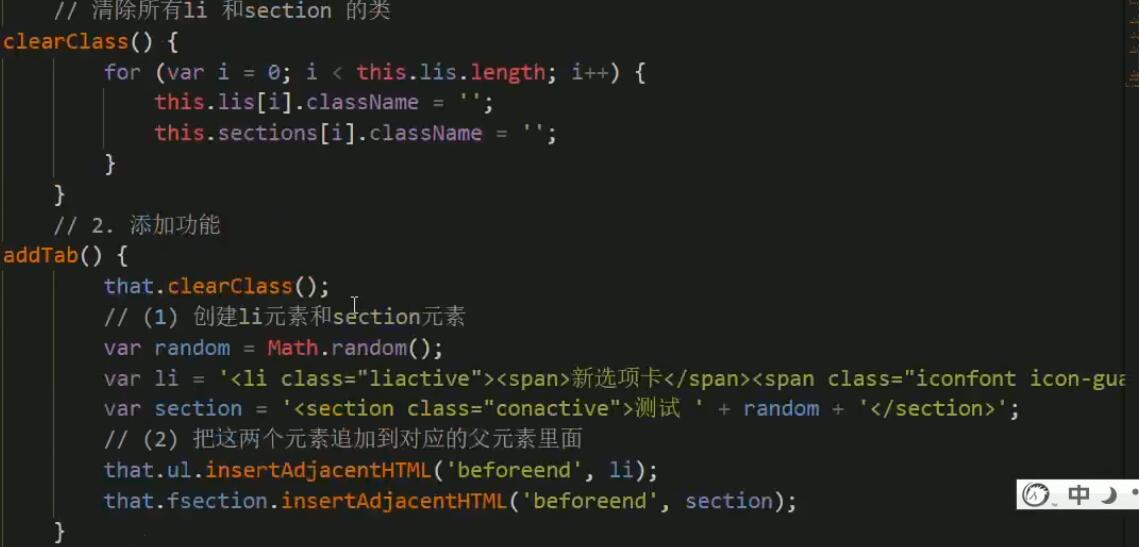 // 清除所有li 和section 的类
clearClass() {
for (var i = 0; i < this.lis.length; i++) {
this.lis[i].className = '';
this.sections[i].className = '';
}
}
// 2. 添加功能
addTab() {
that.clearClass();
// (1) 创建li元素和section元素
var random = Math.random();
var li = '<li class="liactive"><span>新选项卡</span><span class="iconfont icon-gua
var section = '<section class="conactive">测试 ' + random + '</section>';
// (2) 把这两个元素追加到对应的父元素里面
that.ul.insertAdjacentHTML('beforeend', li);
that.fsection.insertAdjacentHTML('beforeend', section);
中
}